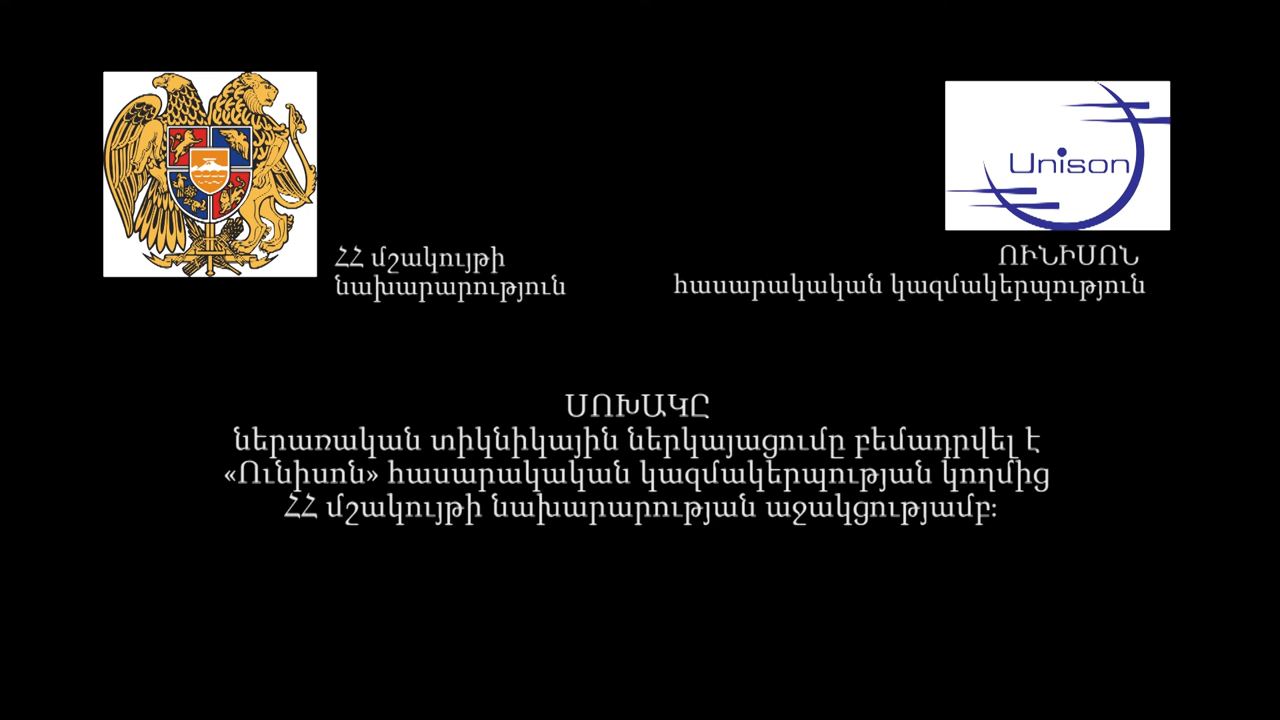 ՀՀ մշակույթի
նախարարություն
Unison
ՈՒՆԻՍՈՆ
հասարակական կազմակերպություն
ՍՈԽԱԿԸ
ներառական տիկնիկային ներկայացումը բեմադրվել է
«Ունիսոն» հասարակական կազմակերպության կողմից
ՀՀ մշակույթի նախարարության աջակցությամբ։